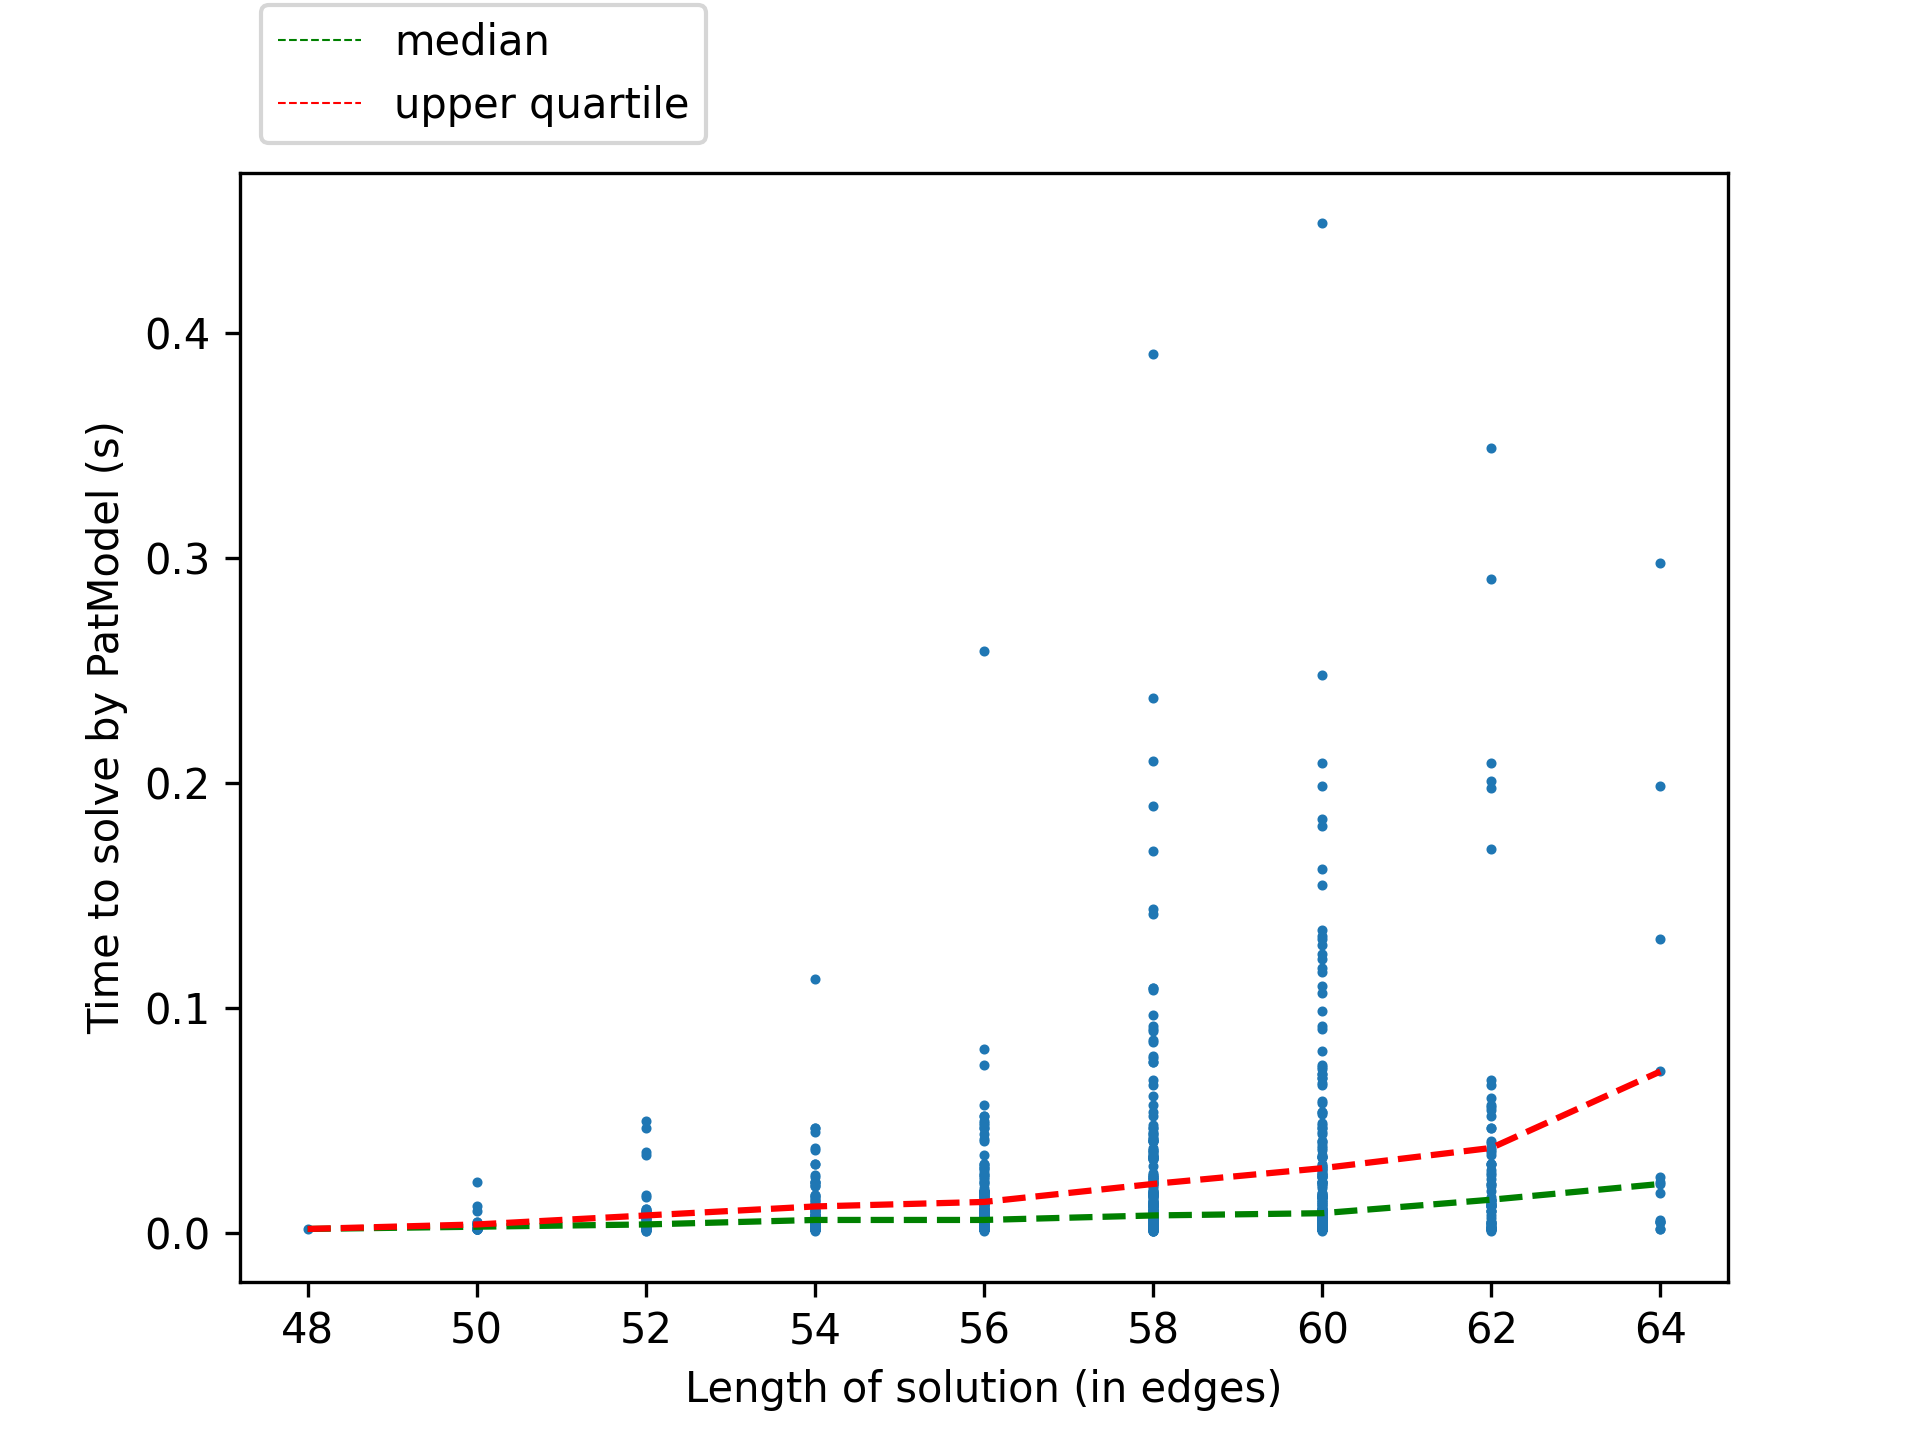 median
upper quartile
Time to solve by PatModel (s)
0.4
0.3
0.2
0.1
0.0
48 50 52 54 56 58 60 62 64
Length of solution (in edges)